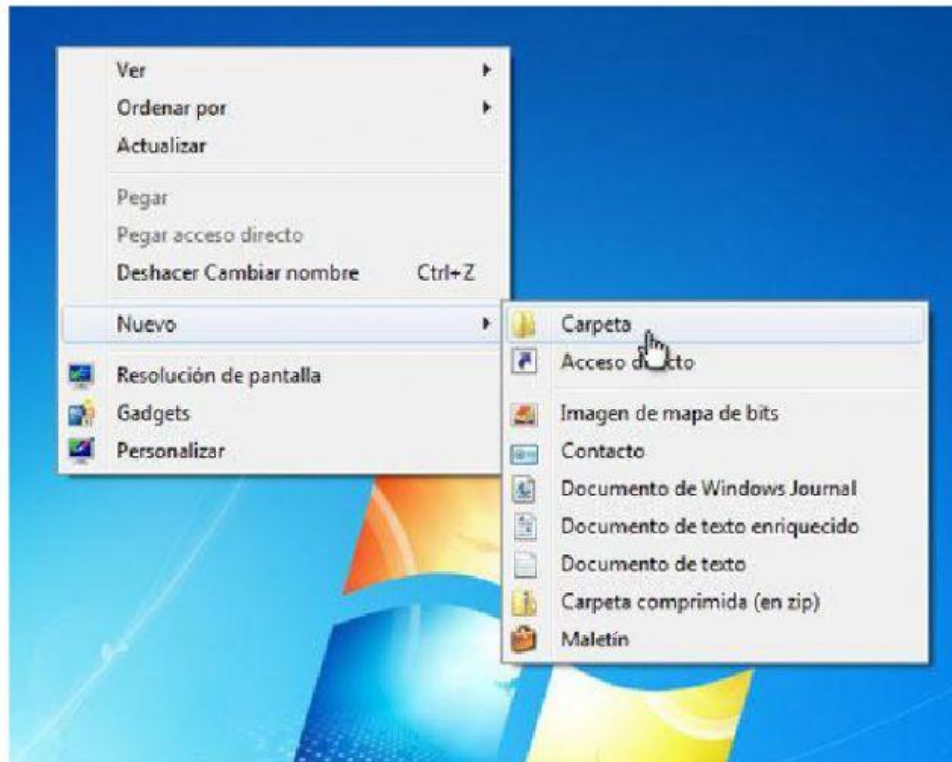 Ver
Ordenar por
Actualizar
Pegar
Pegar acceso directo
Deshacer Cambiar nombre Ctrl+Z
Nuevo
Resolución de pantalla
Gadgets
Personalizar
Carpeta
Acceso directo
Imagen de mapa de bits
Contacto
Documento de Windows Journal
Documento de texto enriquecido
Documento de texto
Carpeta comprimida (en zip)
Maletín